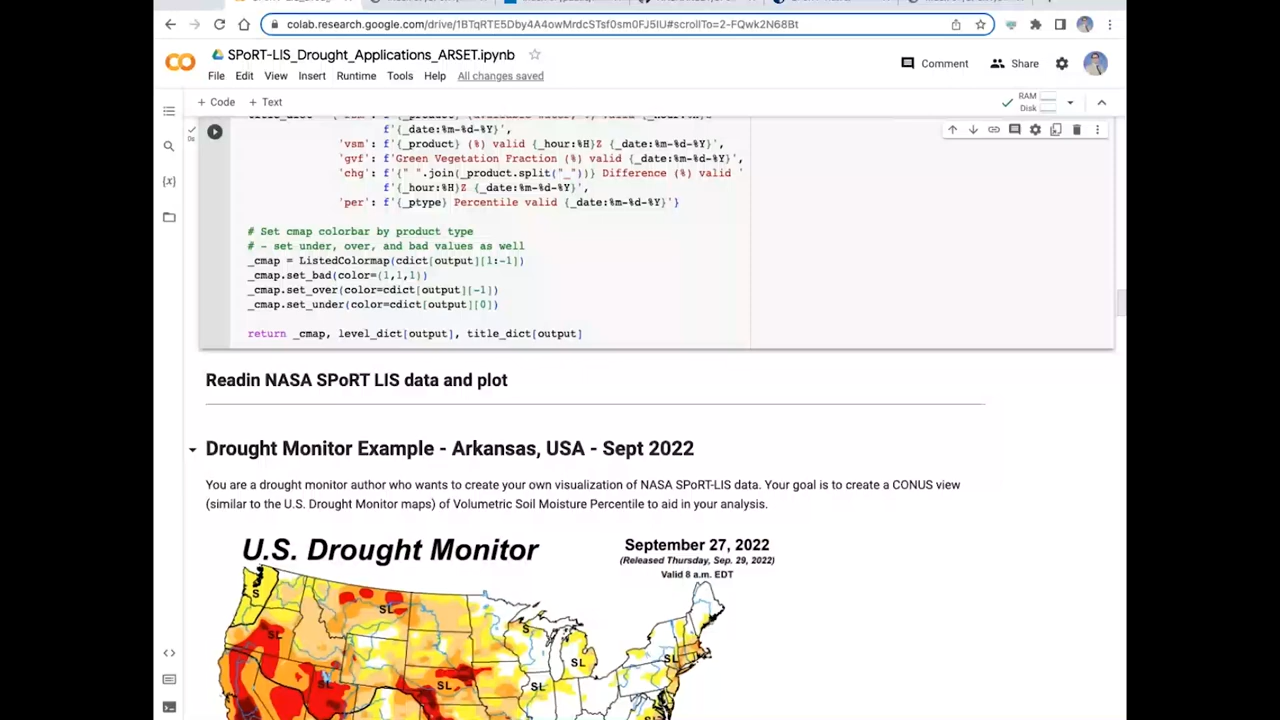 colab.research.google.com/drive/1BTqRTE5Dby4A4owMrdcSTsf0sm0FJ5IU#scrollTo=2-FQwk2N68Bt
SPoRT-LIS_Drought_Applications_ARSET.ipynb
Comment
Share
File Edit View Insert Runtime Tools Help All changes saved
+ Code + Text
RAM
Disk
f'{_date:%m-%d-%Y}',
'vsm': f'{_product} (%) valid {_hour:%H}Z {_date:%m-%d-%Y}',
'gvf': f'Green Vegetation Fraction (%) valid {_date:%m-%d-%Y}',
'chg': f'{" ".join(_product.split("_"))} Difference (%) valid '
f'{_hour:%H}Z {_date:%m-%d-%Y}',
'per': f'{_ptype} Percentile valid {_date:%m-%d-%Y}'}
# Set cmap colorbar by product type
# - set under, over, and bad values as well
_cmap = ListedColormap(cdict[output][1:-1])
_cmap.set_bad(color=(1,1,1))
_cmap.set_over(color=cdict[output][-1])
_cmap.set_under(color=cdict[output][0])
return _cmap, level_dict[output], title_dict[output]
Readin NASA SPoRT LIS data and plot
Drought Monitor Example - Arkansas, USA - Sept 2022
You are a drought monitor author who wants to create your own visualization of NASA SPoRT-LIS data. Your goal is to create a CONUS view
(similar to the U.S. Drought Monitor maps) of Volumetric Soil Moisture Percentile to aid in your analysis.
U.S. Drought Monitor
September 27, 2022
(Released Thursday, Sep. 29, 2022)
Valid 8 a.m. EDT
S
SL
SL
S
SL
SL
SL
SL
SL